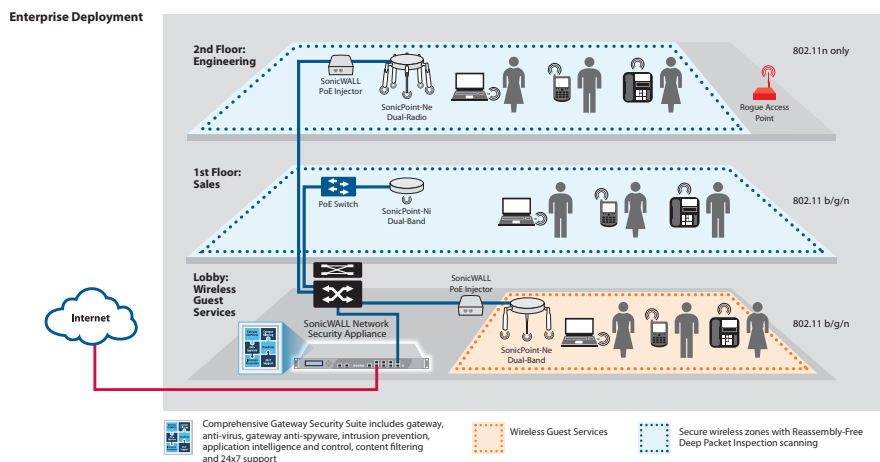 Enterprise Deployment
2nd Floor:
Engineering
802.11n only
SonicWALL
PoE Injector
SonicPoint-Ne
Dual-Radio
Rogue Access
Point
1st Floor:
Sales
PoE Switch
SonicPoint-Ni
Dual-Band
802.11 b/g/n
Lobby:
Wireless
Guest
Services
SonicWALL
PoE Injector
Internet
SonicWALL Network
Security Appliance
SonicPoint-Ne
Dual-Band
802.11 b/g/n
Comprehensive Gateway Security Suite includes gateway,
anti-virus, gateway anti-spyware, intrusion prevention,
application intelligence and control, content filtering
and 24x7 support
Wireless Guest Services
Secure wireless zones with Reassembly-Free
Deep Packet Inspection scanning